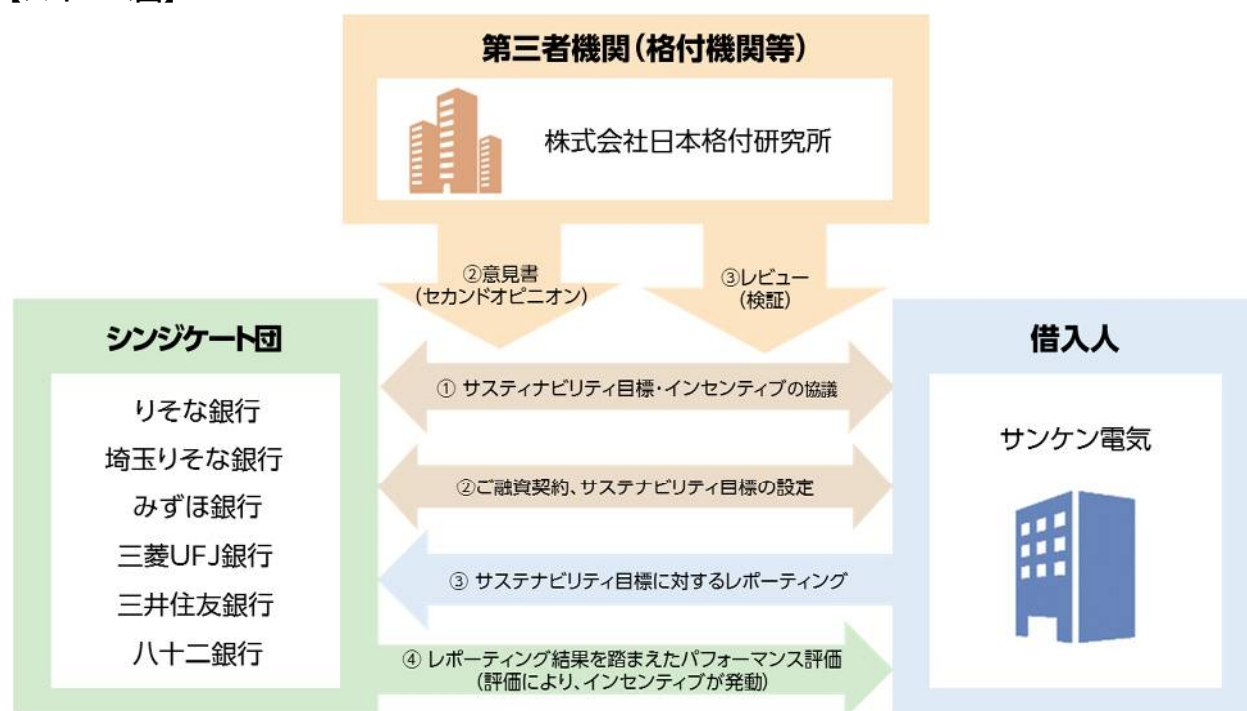 第三者機関(格付機関等)
株式会社日本格付研究所
②意見書
(セカンドオピニオン)
③レビュー
(検証)
シンジケート団
りそな銀行
埼玉りそな銀行
みずほ銀行
三菱UFJ銀行
三井住友銀行
八十二銀行
① サスティナビリティ目標・インセンティブの協議
②ご融資契約、サステナビリティ目標の設定
③ サステナビリティ目標に対するレポーティング
④ レポーティング結果を踏まえたパフォーマンス評価
(評価により、インセンティブが発動)
借入人
サンケン電気